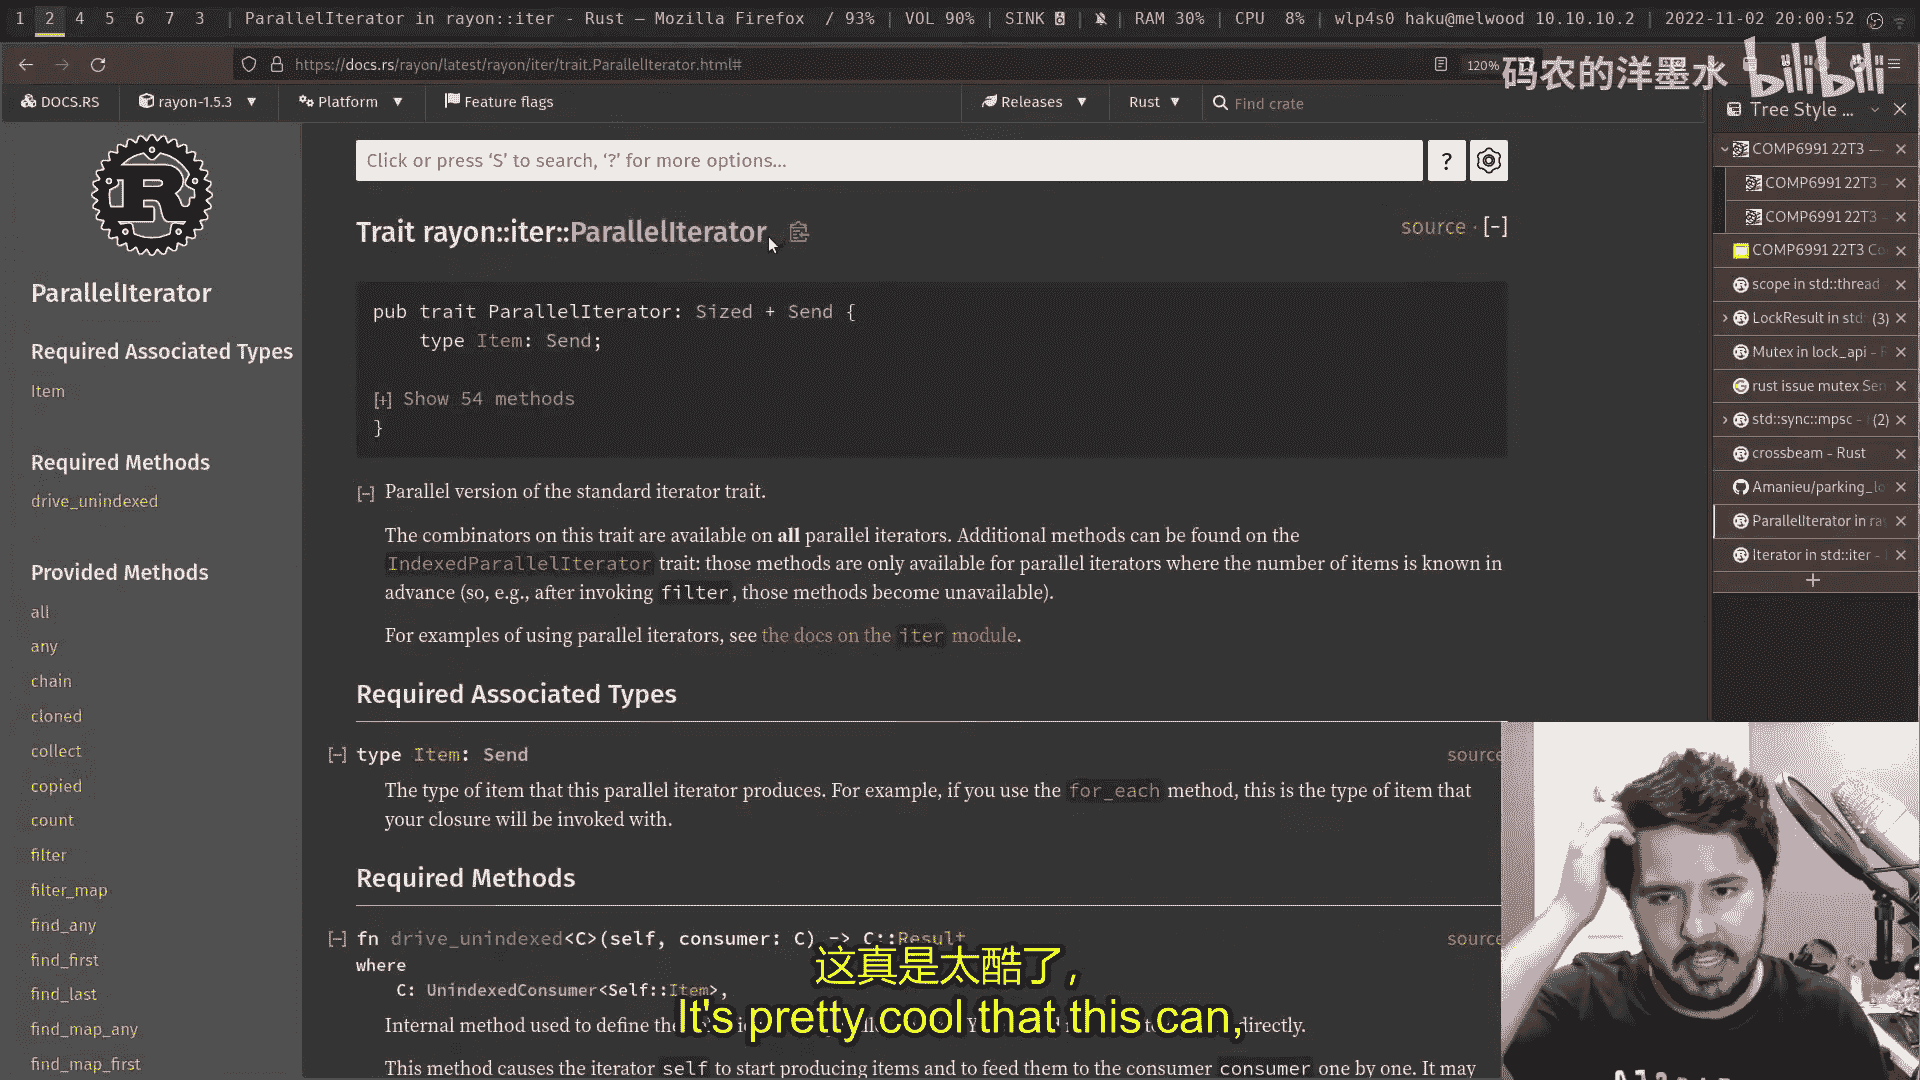 1 2 4 5 6 7 3 | ParallelIterator in rayon::iter - Rust — Mozilla Firefox / 93% | VOL 90% | SINK | RAM 30% | CPU 8% | wlp4s0 haku@melwood 10.10.10.2 | 2022-11-02 20:00:52
https://docs.rs/rayon/latest/rayon/iter/trait.ParallelIterator.html#
120%
码农的洋墨水 bilibili
DOCS.RS
rayon-1.5.3
Platform
Feature flags
Releases
Rust
Find crate
Tree Style ...
ParallelIterator
Required Associated Types
Item
Required Methods
drive_unindexed
Provided Methods
all
any
chain
cloned
collect
copied
count
filter
filter_map
find_any
find_first
find_last
find_map_any
find_map_first
Click or press ‘S’ to search, ‘?’ for more options...
?
Trait rayon::iter::ParallelIterator
source · [−]
pub trait ParallelIterator: Sized + Send {
type Item: Send;
[+] Show 54 methods
}
[−] Parallel version of the standard iterator trait.
The combinators on this trait are available on all parallel iterators. Additional methods can be found on the
IndexedParallelIterator trait: those methods are only available for parallel iterators where the number of items is known in
advance (so, e.g., after invoking filter, those methods become unavailable).
For examples of using parallel iterators, see the docs on the iter module.
Required Associated Types
[−] type Item: Send
source
The type of item that this parallel iterator produces. For example, if you use the for_each method, this is the type of item that
your closure will be invoked with.
Required Methods
[−] fn drive_unindexed<C>(self, consumer: C) -> C::Result
source
where
C: UnindexedConsumer<Self::Item>,
Internal method used to define the
directly.
This method causes the iterator self to start producing items and to feed them to the consumer consumer one by one. It may
COMP6991 22T3 —
COMP6991 22T3
COMP6991 22T3
COMP6991 22T3 Co
scope in std::thread
LockResult in std: (3)
Mutex in lock_api -
rust issue mutex Sen
std::sync::mpsc - (2)
crossbeam - Rust
Amanieu/parking_lo
ParallelIterator in ra
Iterator in std::iter -
这真是太酷了,
It's pretty cool that this can,